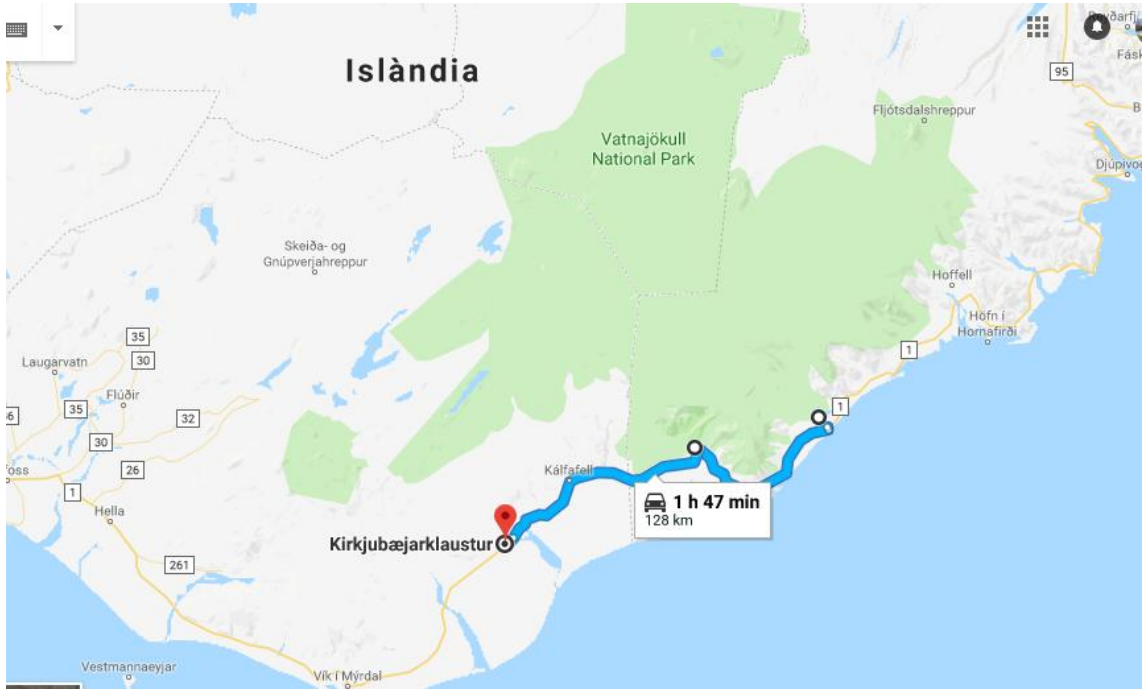 Islàndia
95
Fljótsdalshreppur
Vatnajökull
National Park
Skeiða- og
Gnúpverjahreppur
Hoffell
Höfn í
Hornafirði
1
35
30
Laugarvatn
Flúðir
35
32
30
26
1
Hella
1
Kálfafell
1 h 47 min
128 km
Kirkjubæjarklaustur
261
Vestmannaeyjar
Vík í Mýrdal